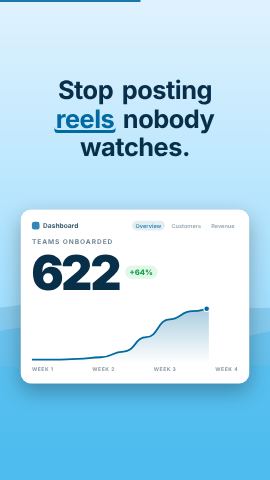 Stop posting
reels nobody
watches.
Dashboard
Overview Customers Revenue
TEAMS ONBOARDED
622 +64%
WEEK 1 WEEK 2 WEEK 3 WEEK 4